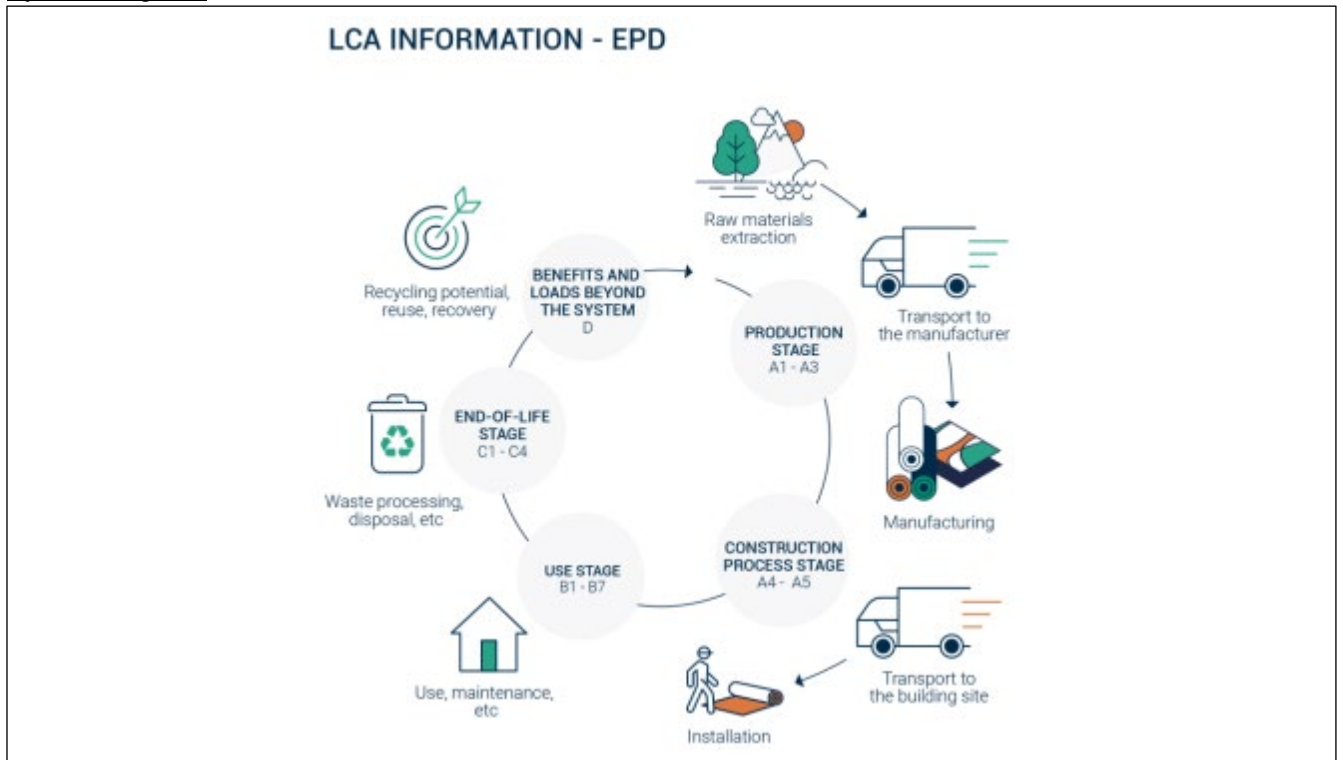 LCA INFORMATION - EPD
Raw materials
extraction
Transport to
the manufacturer
Manufacturing
PRODUCTION
STAGE
A1 - A3
CONSTRUCTION
PROCESS STAGE
A4 - A5
Transport to
the building site
Installation
USE STAGE
B1 - B7
Use, maintenance,
etc
END-OF-LIFE
STAGE
C1 - C4
Waste processing,
disposal, etc
BENEFITS AND
LOADS BEYOND
THE SYSTEM
D
Recycling potential,
reuse, recovery